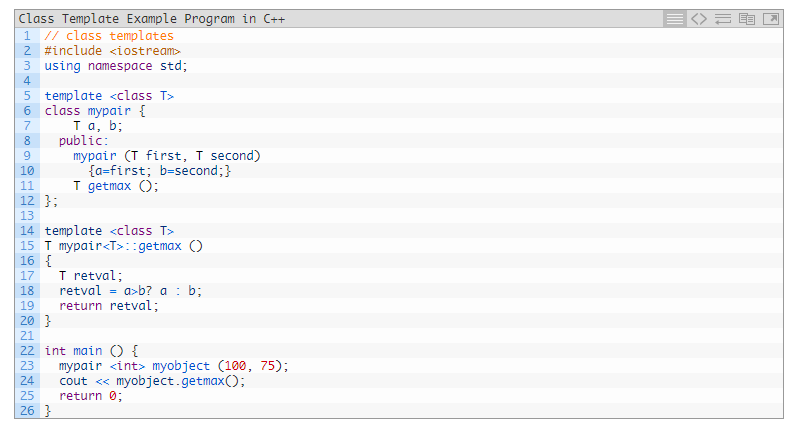 Class Template Example Program in C++
1 // class templates
2 #include <iostream>
3 using namespace std;
4
5 template <class T>
6 class mypair {
7     T a, b;
8   public:
9     mypair (T first, T second)
10       {a=first; b=second;}
11     T getmax ();
12 };
13
14 template <class T>
15 T mypair<T>::getmax ()
16 {
17   T retval;
18   retval = a>b? a : b;
19   return retval;
20 }
21
22 int main () {
23   mypair <int> myobject (100, 75);
24   cout << myobject.getmax();
25   return 0;
26 }